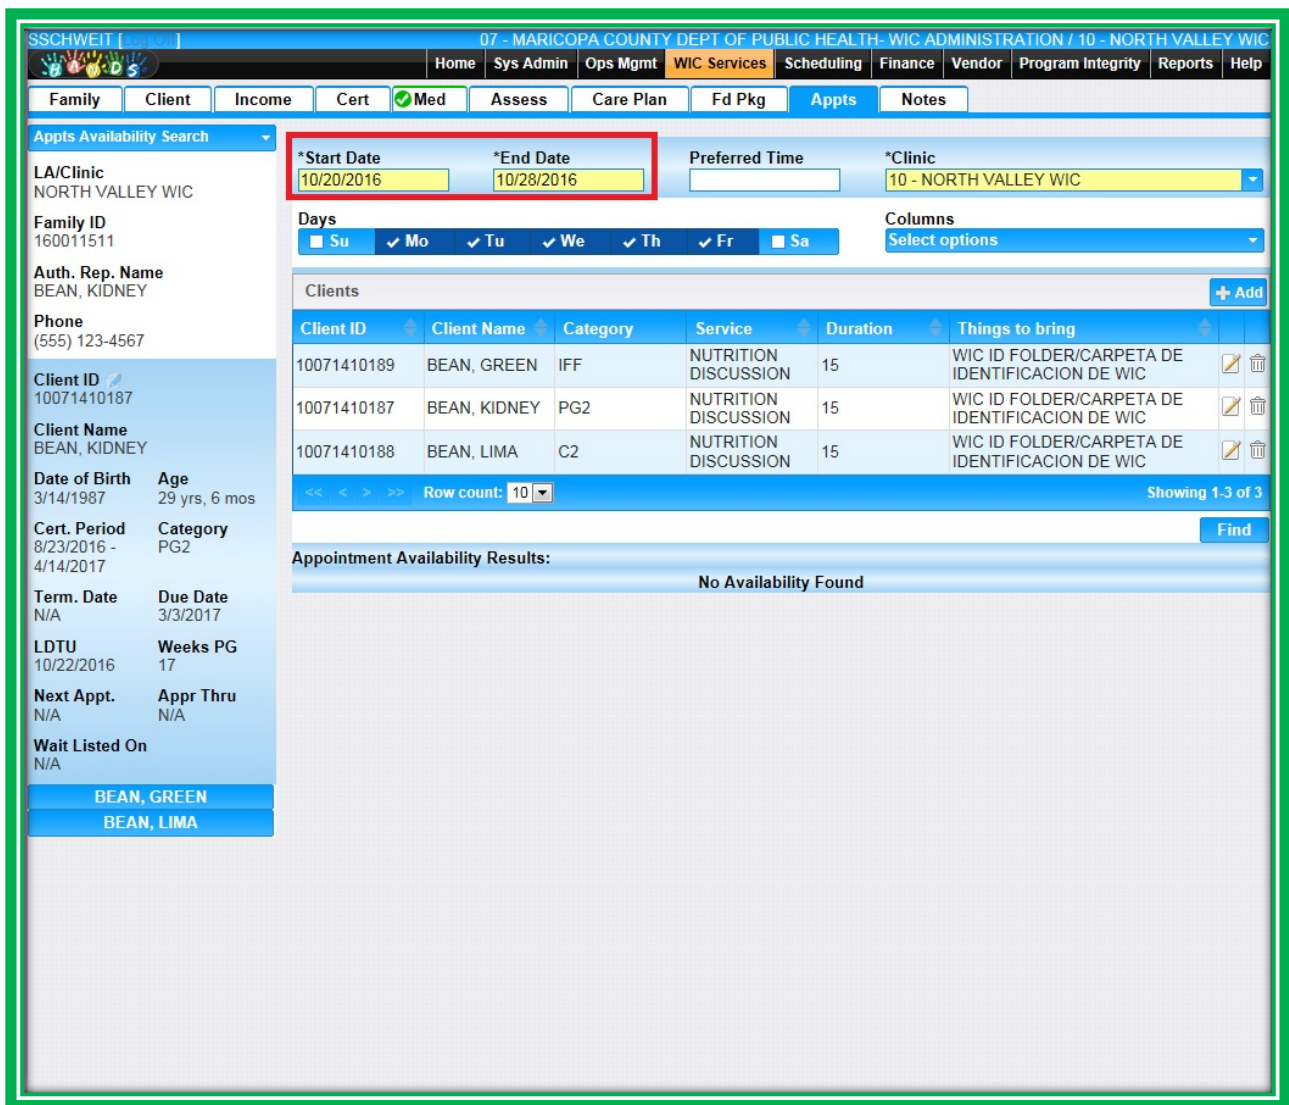 SSCHWEIT [Log Off] 07 - MARICOPA COUNTY DEPT OF PUBLIC HEALTH- WIC ADMINISTRATION / 10 - NORTH VALLEY WIC
HANDS Home Sys Admin Ops Mgmt WIC Services Scheduling Finance Vendor Program Integrity Reports Help
Family Client Income Cert Med Assess Care Plan Fd Pkg Appts Notes
Appts Availability Search
LA/Clinic
NORTH VALLEY WIC
Family ID
160011511
Auth. Rep. Name
BEAN, KIDNEY
Phone
(555) 123-4567
Client ID
10071410187
Client Name
BEAN, KIDNEY
Date of Birth Age
3/14/1987 29 yrs, 6 mos
Cert. Period Category
8/23/2016 - PG2
4/14/2017
Term. Date Due Date
N/A 3/3/2017
LDTU Weeks PG
10/22/2016 17
Next Appt. Appr Thru
N/A N/A
Wait Listed On
N/A
BEAN, GREEN
BEAN, LIMA
*Start Date *End Date Preferred Time *Clinic
10/20/2016 10/28/2016 10 - NORTH VALLEY WIC
Days Columns
Su Mo Tu We Th Fr Sa Select options
Clients Add
Client ID Client Name Category Service Duration Things to bring
10071410189 BEAN, GREEN IFF NUTRITION DISCUSSION 15 WIC ID FOLDER/CARPETA DE IDENTIFICACION DE WIC
10071410187 BEAN, KIDNEY PG2 NUTRITION DISCUSSION 15 WIC ID FOLDER/CARPETA DE IDENTIFICACION DE WIC
10071410188 BEAN, LIMA C2 NUTRITION DISCUSSION 15 WIC ID FOLDER/CARPETA DE IDENTIFICACION DE WIC
<< < > >> Row count: 10 Showing 1-3 of 3
Find
Appointment Availability Results:
No Availability Found